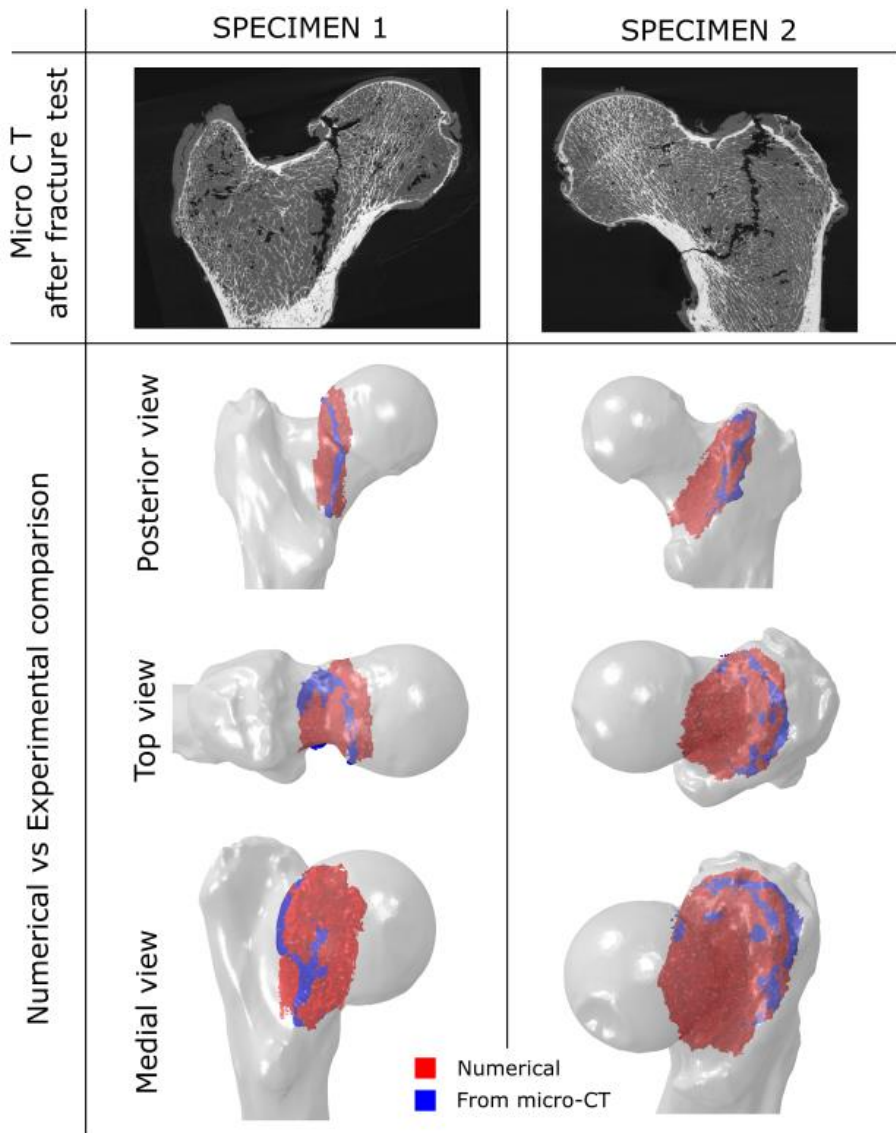 SPECIMEN 1
SPECIMEN 2
Micro C T
after fracture test
Numerical vs Experimental comparison
Posterior view
Top view
Medial view
Numerical
From micro-CT